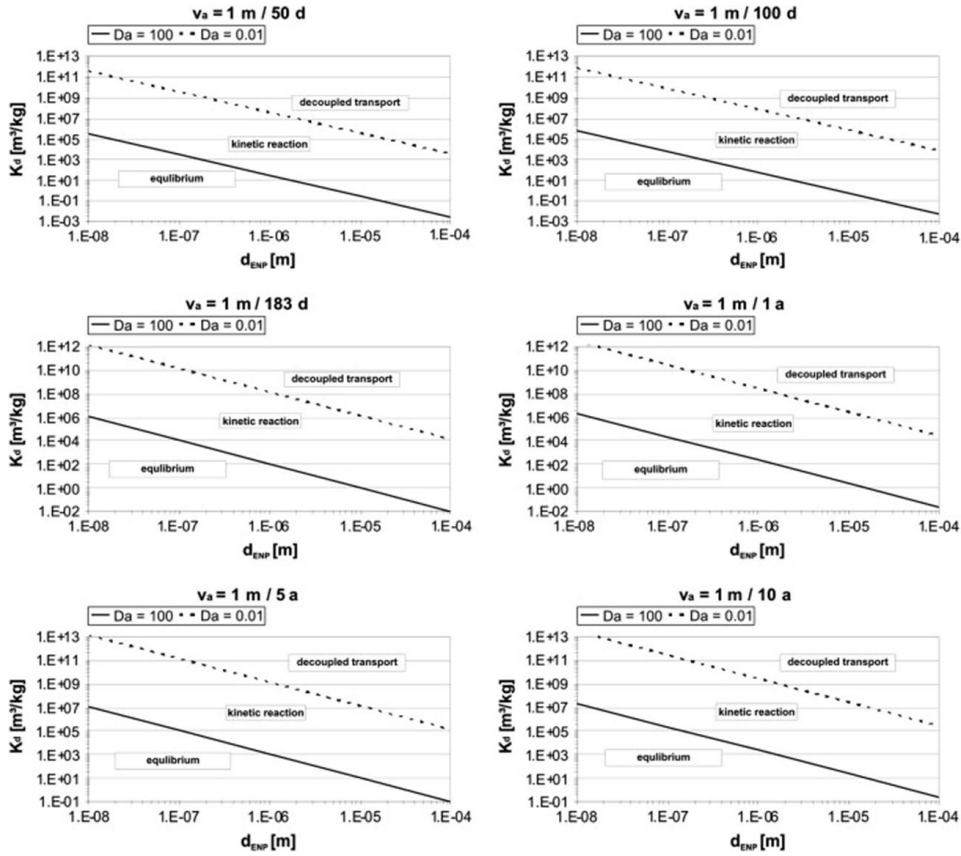 vₐ = 1 m / 50 d
Da = 100 Da = 0.01
1.E+13
1.E+11
1.E+09
1.E+07
1.E+05
1.E+03
1.E+01
1.E-01
1.E-03
Kd [m³/kg]
decoupled transport
kinetic reaction
equlibrium
1.E-08 1.E-07 1.E-06 1.E-05 1.E-04
dENP [m]
vₐ = 1 m / 100 d
Da = 100 Da = 0.01
1.E+13
1.E+11
1.E+09
1.E+07
1.E+05
1.E+03
1.E+01
1.E-01
1.E-03
Kd [m³/kg]
decoupled transport
kinetic reaction
equlibrium
1.E-08 1.E-07 1.E-06 1.E-05 1.E-04
dENP [m]
vₐ = 1 m / 183 d
Da = 100 Da = 0.01
1.E+12
1.E+10
1.E+08
1.E+06
1.E+04
1.E+02
1.E+00
1.E-02
Kd [m³/kg]
decoupled transport
kinetic reaction
equlibrium
1.E-08 1.E-07 1.E-06 1.E-05 1.E-04
dENP [m]
vₐ = 1 m / 1 a
Da = 100 Da = 0.01
1.E+12
1.E+10
1.E+08
1.E+06
1.E+04
1.E+02
1.E+00
1.E-02
Kd [m³/kg]
decoupled transport
kinetic reaction
equlibrium
1.E-08 1.E-07 1.E-06 1.E-05 1.E-04
dENP [m]
vₐ = 1 m / 5 a
Da = 100 Da = 0.01
1.E+13
1.E+11
1.E+09
1.E+07
1.E+05
1.E+03
1.E+01
1.E-01
Kd [m³/kg]
decoupled transport
kinetic reaction
equlibrium
1.E-08 1.E-07 1.E-06 1.E-05 1.E-04
dENP [m]
vₐ = 1 m / 10 a
Da = 100 Da = 0.01
1.E+13
1.E+11
1.E+09
1.E+07
1.E+05
1.E+03
1.E+01
1.E-01
Kd [m³/kg]
decoupled transport
kinetic reaction
equlibrium
1.E-08 1.E-07 1.E-06 1.E-05 1.E-04
dENP [m]